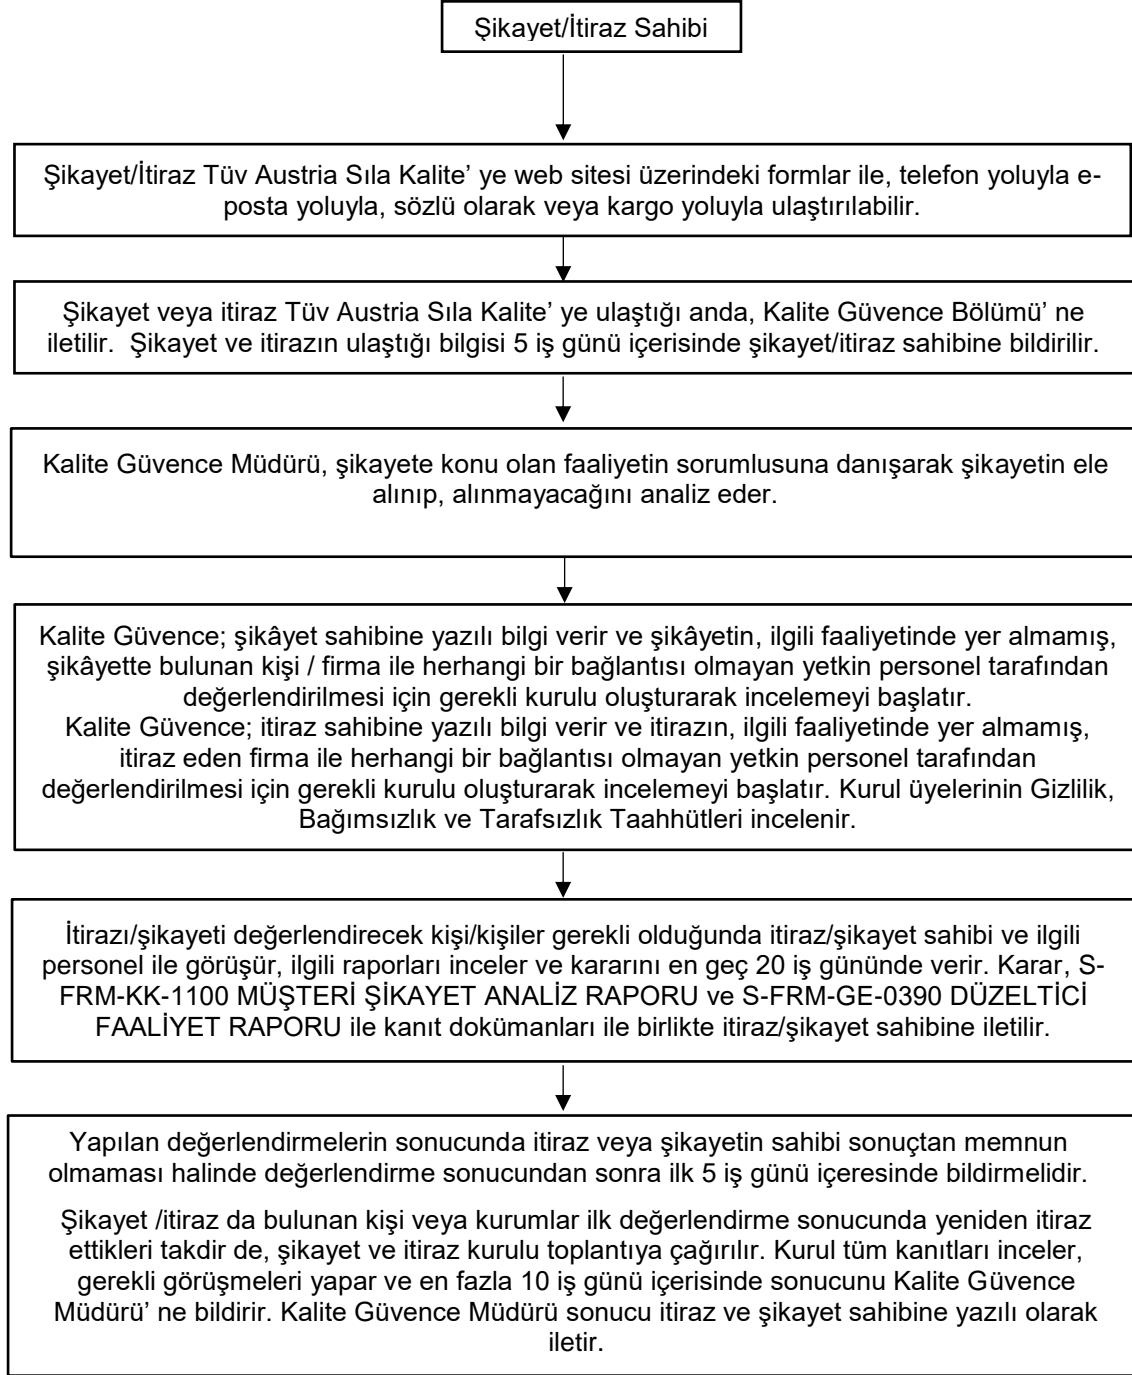 Şikayet/İtiraz Sahibi
Şikayet/İtiraz Tüv Austria Sıla Kalite’ ye web sitesi üzerindeki formlar ile, telefon yoluyla e-
posta yoluyla, sözlü olarak veya kargo yoluyla ulaştırılabilir.
Şikayet veya itiraz Tüv Austria Sıla Kalite’ ye ulaştığı anda, Kalite Güvence Bölümü’ ne
iletilir.  Şikayet ve itirazın ulaştığı bilgisi 5 iş günü içerisinde şikayet/itiraz sahibine bildirilir.
Kalite Güvence Müdürü, şikayete konu olan faaliyetin sorumlusuna danışarak şikayetin ele
alınıp, alınmayacağını analiz eder.
Kalite Güvence; şikâyet sahibine yazılı bilgi verir ve şikâyetin, ilgili faaliyetinde yer almamış,
şikâyette bulunan kişi / firma ile herhangi bir bağlantısı olmayan yetkin personel tarafından
değerlendirilmesi için gerekli kurulu oluşturarak incelemeyi başlatır.
Kalite Güvence; itiraz sahibine yazılı bilgi verir ve itirazın, ilgili faaliyetinde yer almamış,
itiraz eden firma ile herhangi bir bağlantısı olmayan yetkin personel tarafından
değerlendirilmesi için gerekli kurulu oluşturarak incelemeyi başlatır. Kurul üyelerinin Gizlilik,
Bağımsızlık ve Tarafsızlık Taahhütleri incelenir.
İtirazı/şikayeti değerlendirecek kişi/kişiler gerekli olduğunda itiraz/şikayet sahibi ve ilgili
personel ile görüşür, ilgili raporları inceler ve kararını en geç 20 iş gününde verir. Karar, S-
FRM-KK-1100 MÜŞTERİ ŞİKAYET ANALİZ RAPORU ve S-FRM-GE-0390 DÜZELTİCİ
FAALİYET RAPORU ile kanıt dokümanları ile birlikte itiraz/şikayet sahibine iletilir.
Yapılan değerlendirmelerin sonucunda itiraz veya şikayetin sahibi sonuçtan memnun
olmaması halinde değerlendirme sonucundan sonra ilk 5 iş günü içeresinde bildirmelidir.
Şikayet /itiraz da bulunan kişi veya kurumlar ilk değerlendirme sonucunda yeniden itiraz
ettikleri takdir de, şikayet ve itiraz kurulu toplantıya çağırılır. Kurul tüm kanıtları inceler,
gerekli görüşmeleri yapar ve en fazla 10 iş günü içerisinde sonucunu Kalite Güvence
Müdürü’ ne bildirir. Kalite Güvence Müdürü sonucu itiraz ve şikayet sahibine yazılı olarak
iletir.